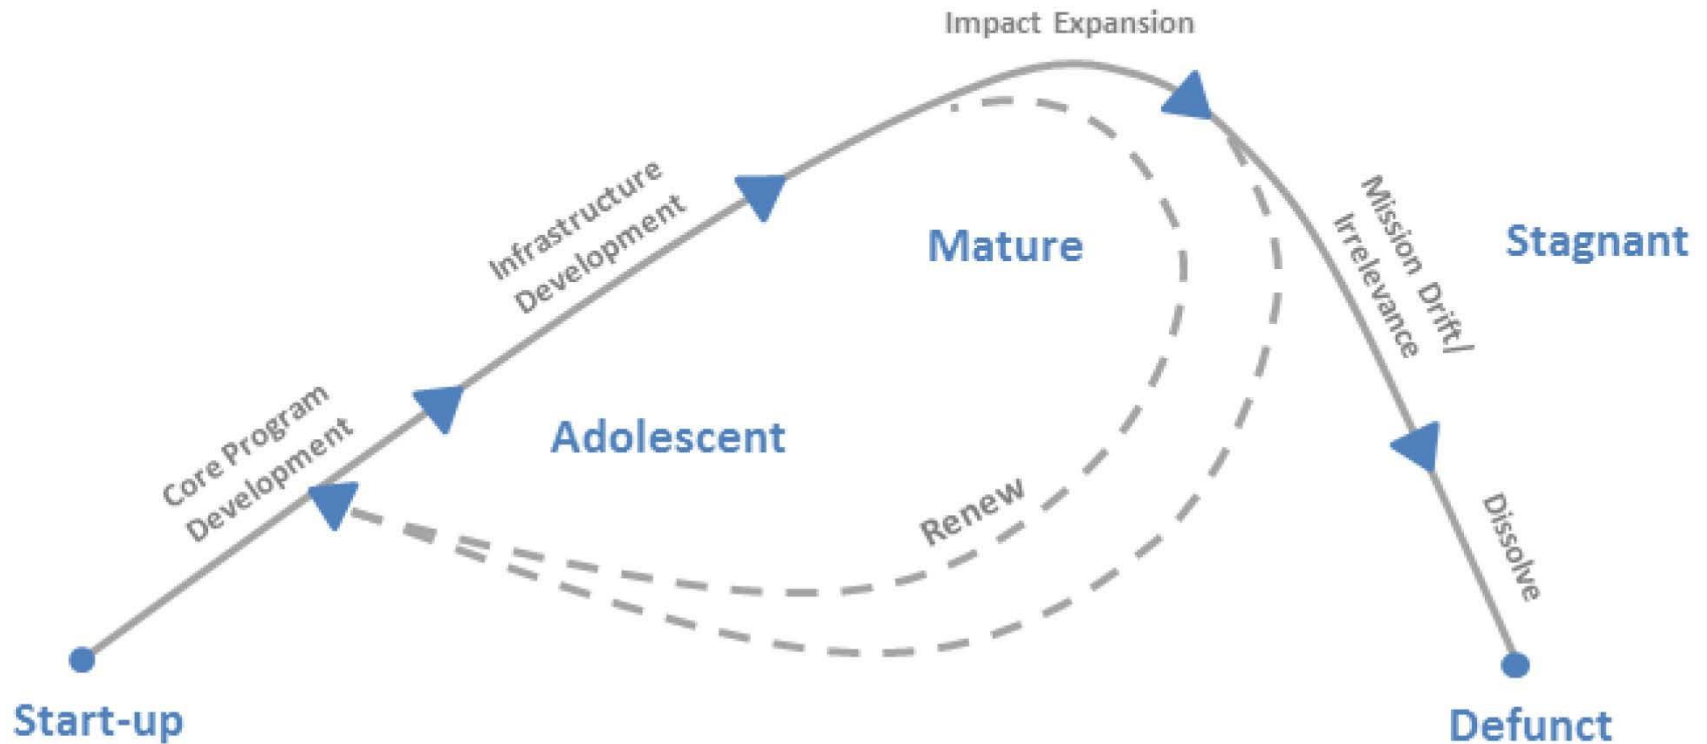 Impact Expansion
Infrastructure
Development
Mature
Mission Drift/
Irrelevance
Stagnant
Core Program
Development
Adolescent
Renew
Dissolve
Start-up
Defunct